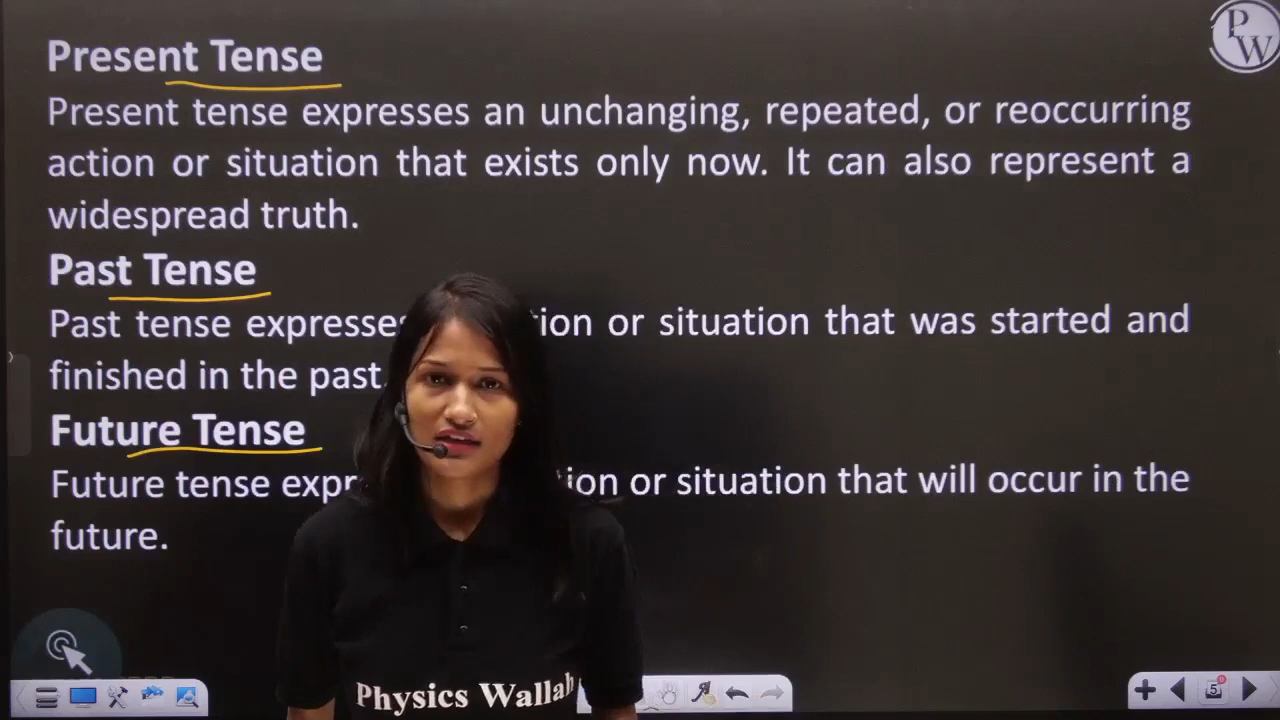 Present Tense
Present tense expresses an unchanging, repeated, or reoccurring
action or situation that exists only now. It can also represent a
widespread truth.
Past Tense
Past tense expresses ion or situation that was started and
finished in the past.
Future Tense
Future tense expr tion or situation that will occur in the
future.
PW
Physics Wallah
5